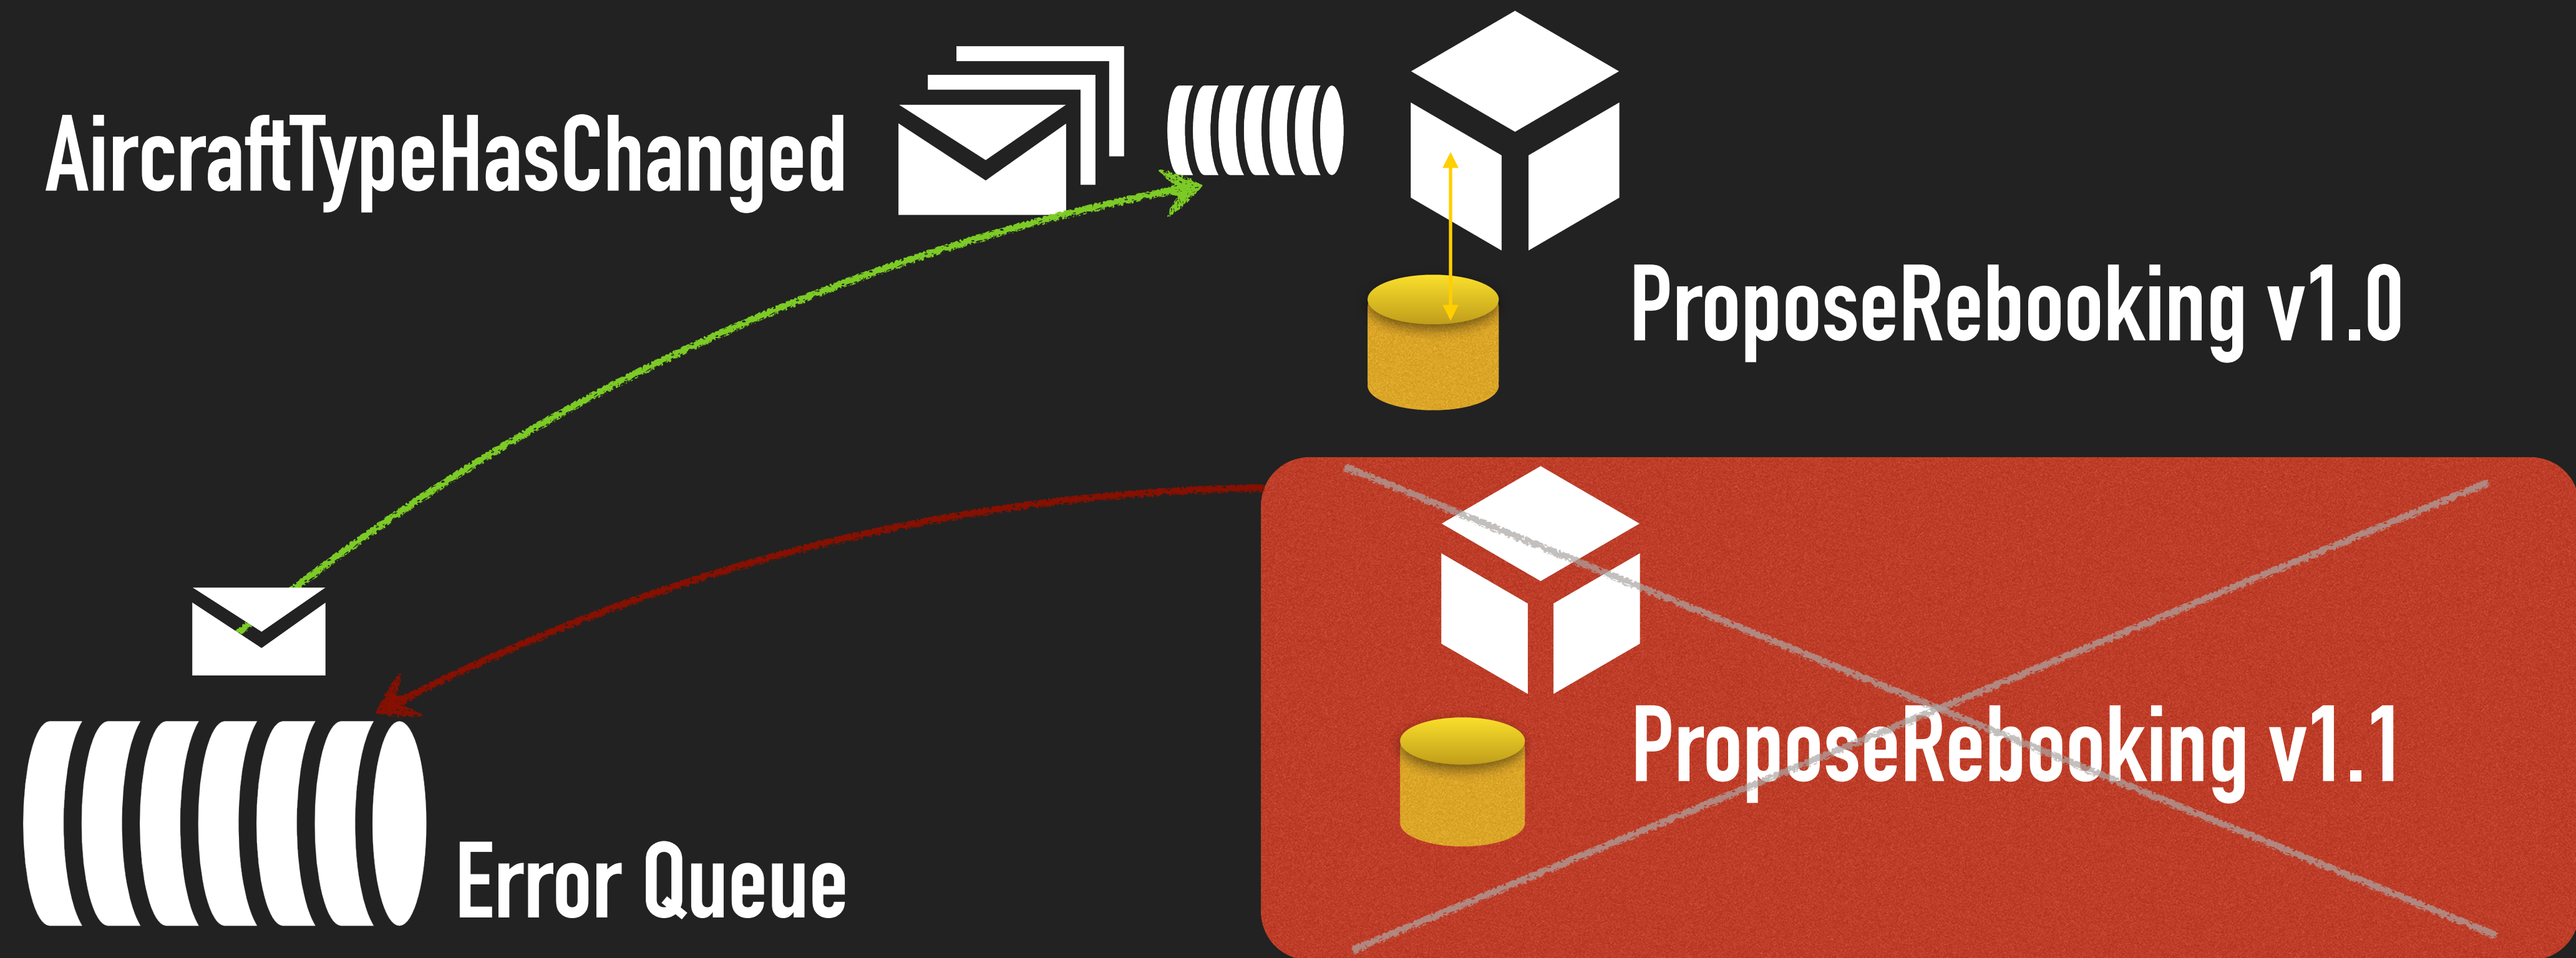 AircraftTypeHasChanged
ProposeRebooking v1.0
ProposeRebooking v1.1
Error Queue